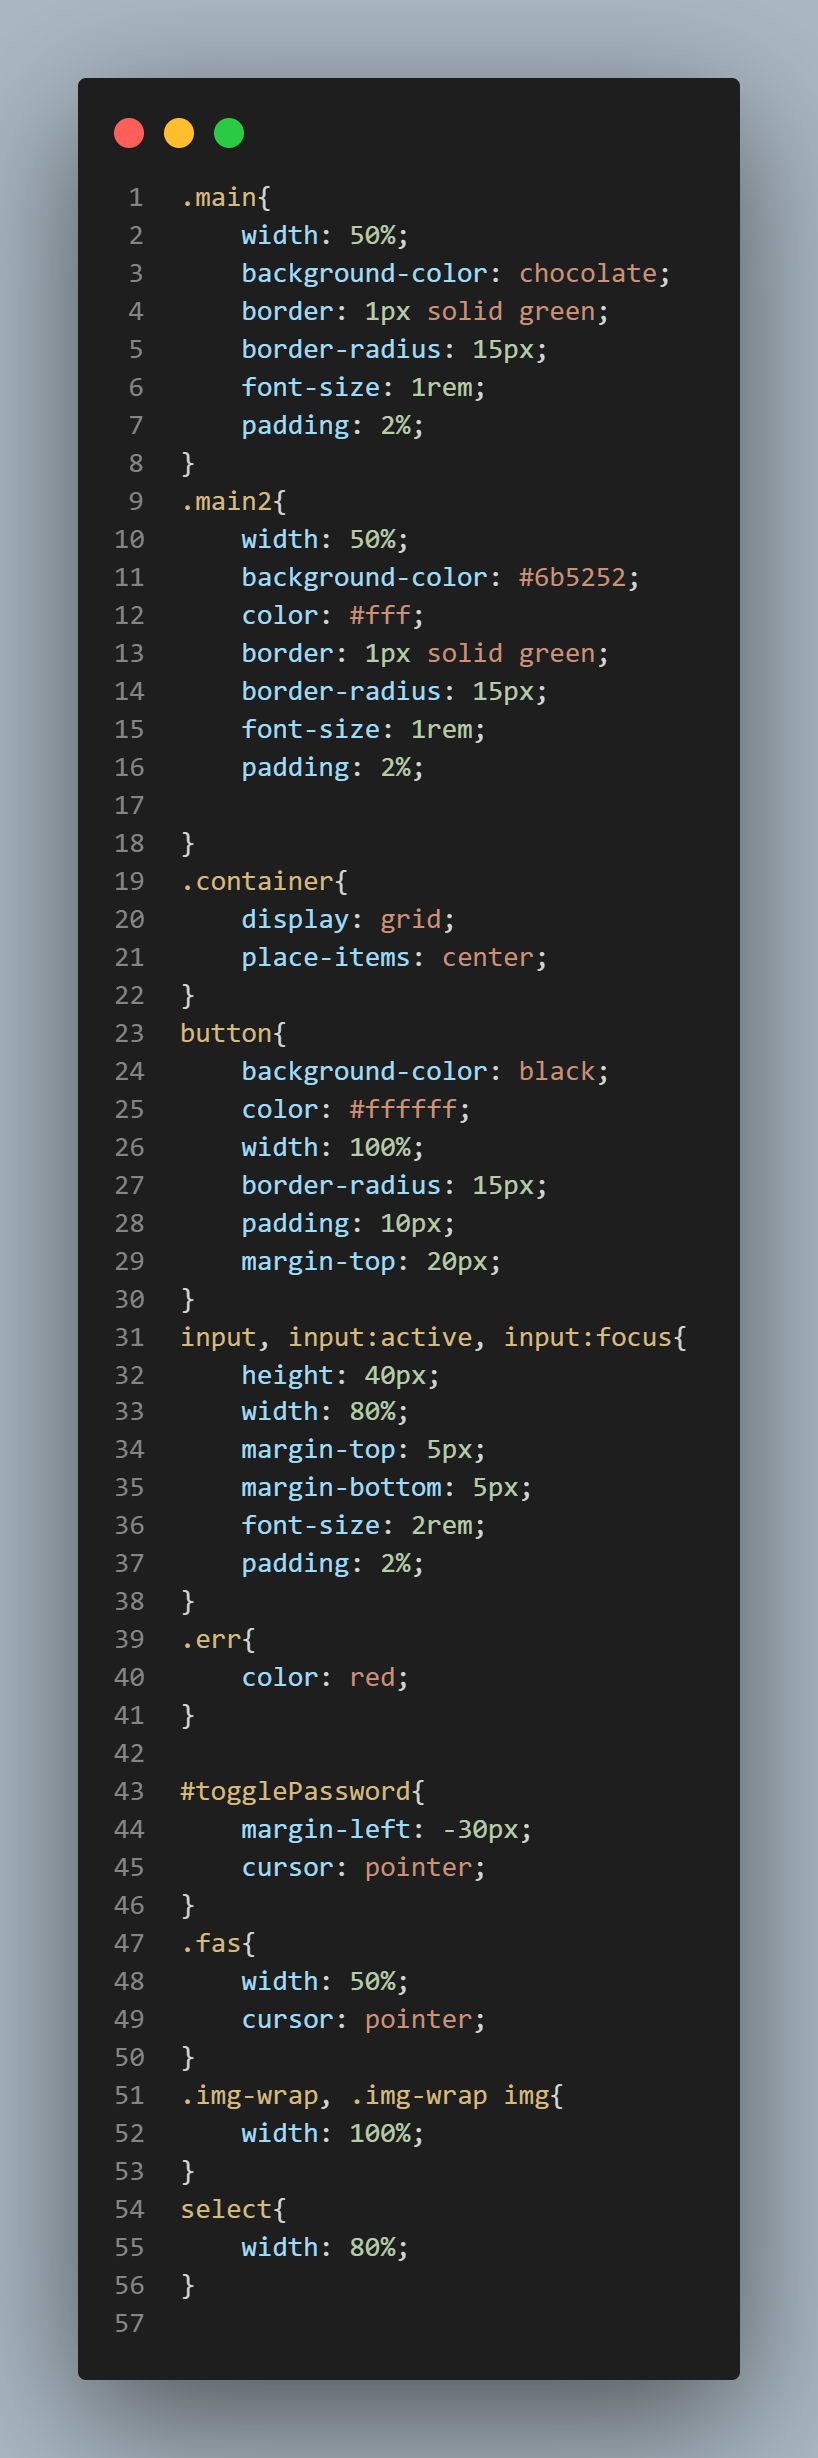 1 .main{
2     width: 50%;
3     background-color: chocolate;
4     border: 1px solid green;
5     border-radius: 15px;
6     font-size: 1rem;
7     padding: 2%;
8 }
9 .main2{
10     width: 50%;
11     background-color: #6b5252;
12     color: #fff;
13     border: 1px solid green;
14     border-radius: 15px;
15     font-size: 1rem;
16     padding: 2%;
17
18 }
19 .container{
20     display: grid;
21     place-items: center;
22 }
23 button{
24     background-color: black;
25     color: #ffffff;
26     width: 100%;
27     border-radius: 15px;
28     padding: 10px;
29     margin-top: 20px;
30 }
31 input, input:active, input:focus{
32     height: 40px;
33     width: 80%;
34     margin-top: 5px;
35     margin-bottom: 5px;
36     font-size: 2rem;
37     padding: 2%;
38 }
39 .err{
40     color: red;
41 }
42
43 #togglePassword{
44     margin-left: -30px;
45     cursor: pointer;
46 }
47 .fas{
48     width: 50%;
49     cursor: pointer;
50 }
51 .img-wrap, .img-wrap img{
52     width: 100%;
53 }
54 select{
55     width: 80%;
56 }
57